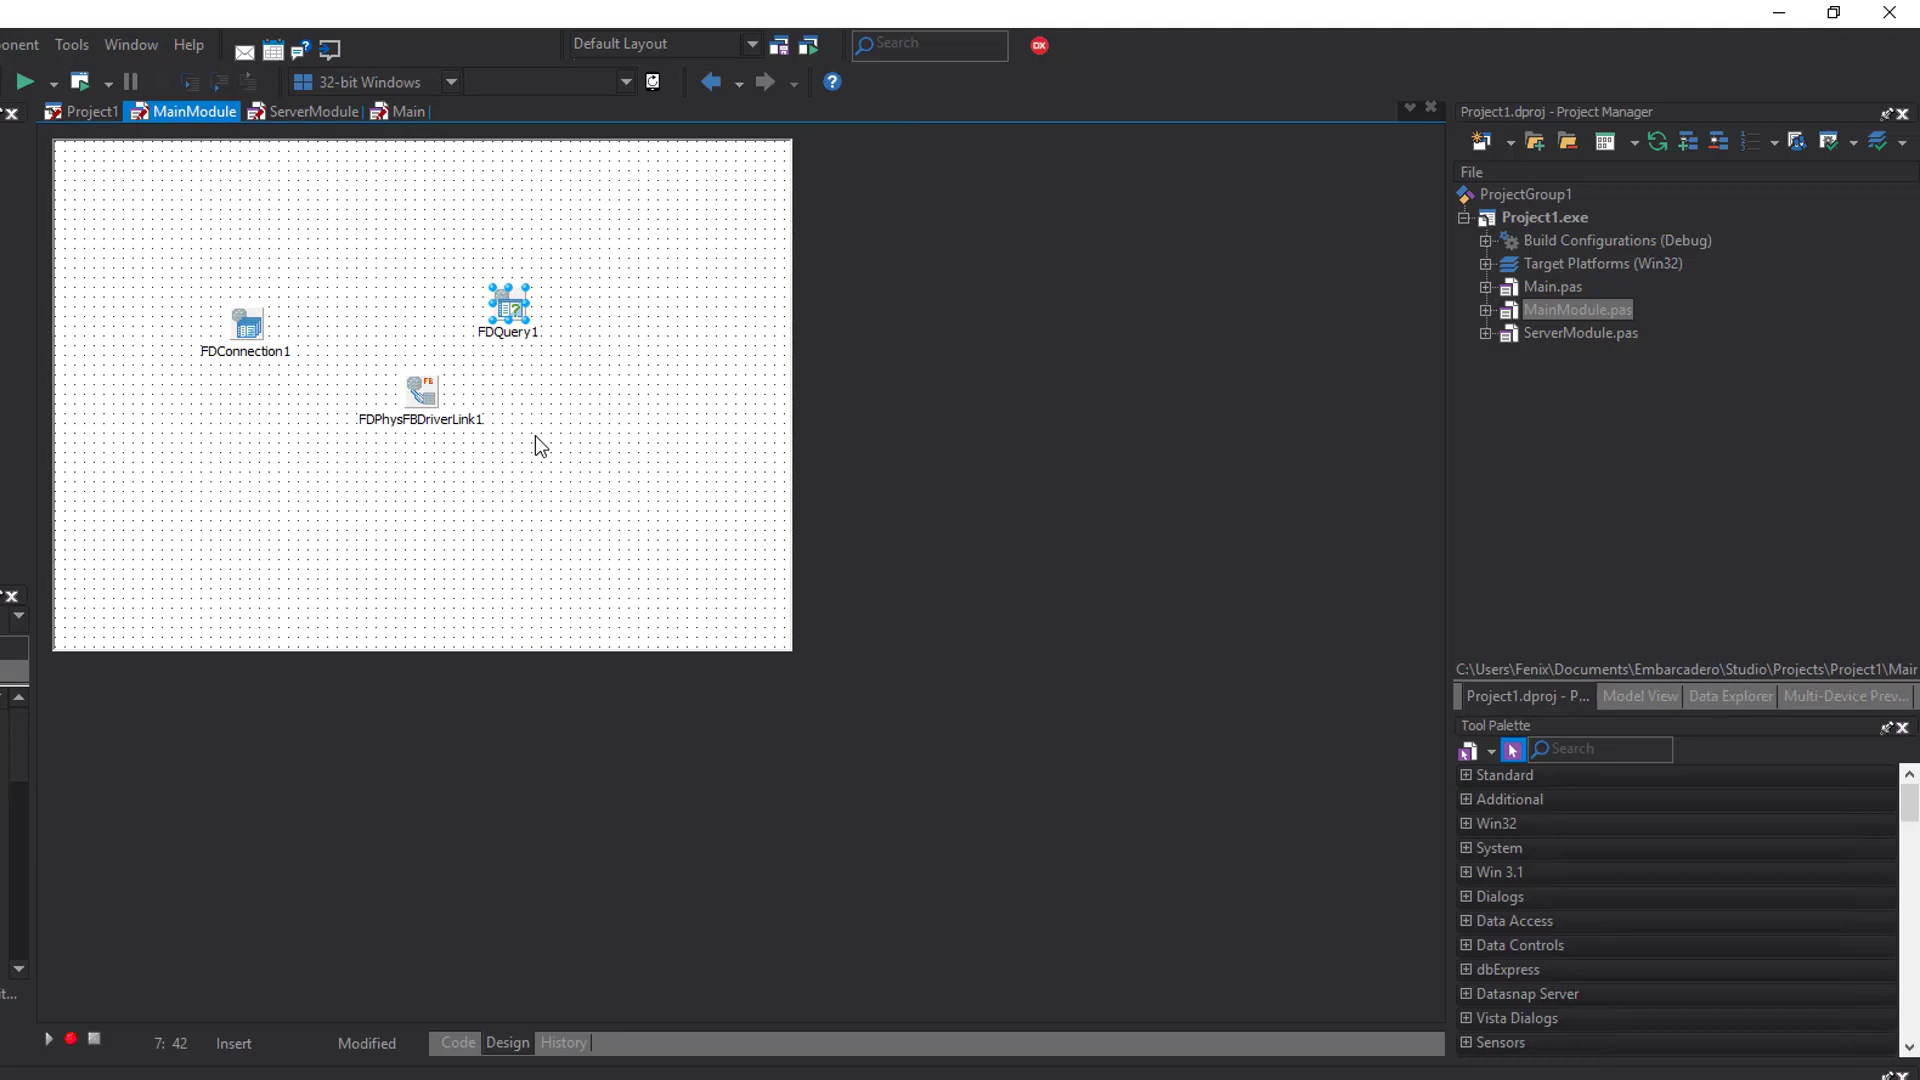 onent Tools Window Help
Default Layout
Search
DX
32-bit Windows
?
Project1 MainModule ServerModule Main
FDConnection1
FDQuery1
FB
FDPhysFBDriverLink1
7: 42 Insert Modified Code Design History
Project1.dproj - Project Manager
File
ProjectGroup1
Project1.exe
Build Configurations (Debug)
Target Platforms (Win32)
Main.pas
MainModule.pas
ServerModule.pas
C:\Users\Fenix\Documents\Embarcadero\Studio\Projects\Project1\Mair
Project1.dproj - P... Model View Data Explorer Multi-Device Prev...
Tool Palette
Search
Standard
Additional
Win32
System
Win 3.1
Dialogs
Data Access
Data Controls
dbExpress
Datasnap Server
Vista Dialogs
Sensors